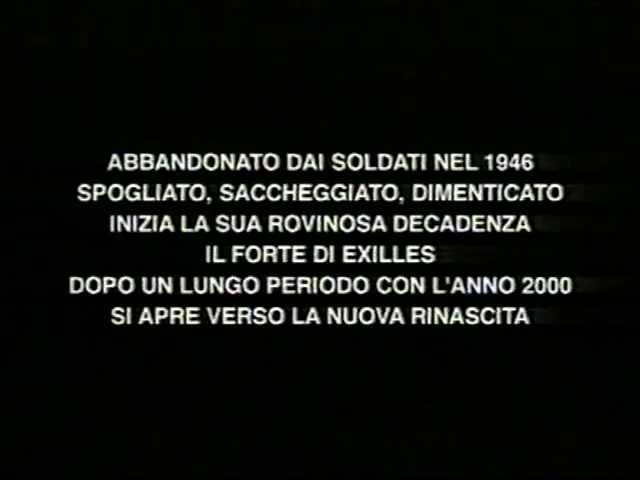 ABBANDONATO DAI SOLDATI NEL 1946
SPOGLIATO, SACCHEGGIATO, DIMENTICATO
INIZIA LA SUA ROVINOSA DECADENZA
IL FORTE DI EXILLES
DOPO UN LUNGO PERIODO CON L'ANNO 2000
SI APRE VERSO LA NUOVA RINASCITA